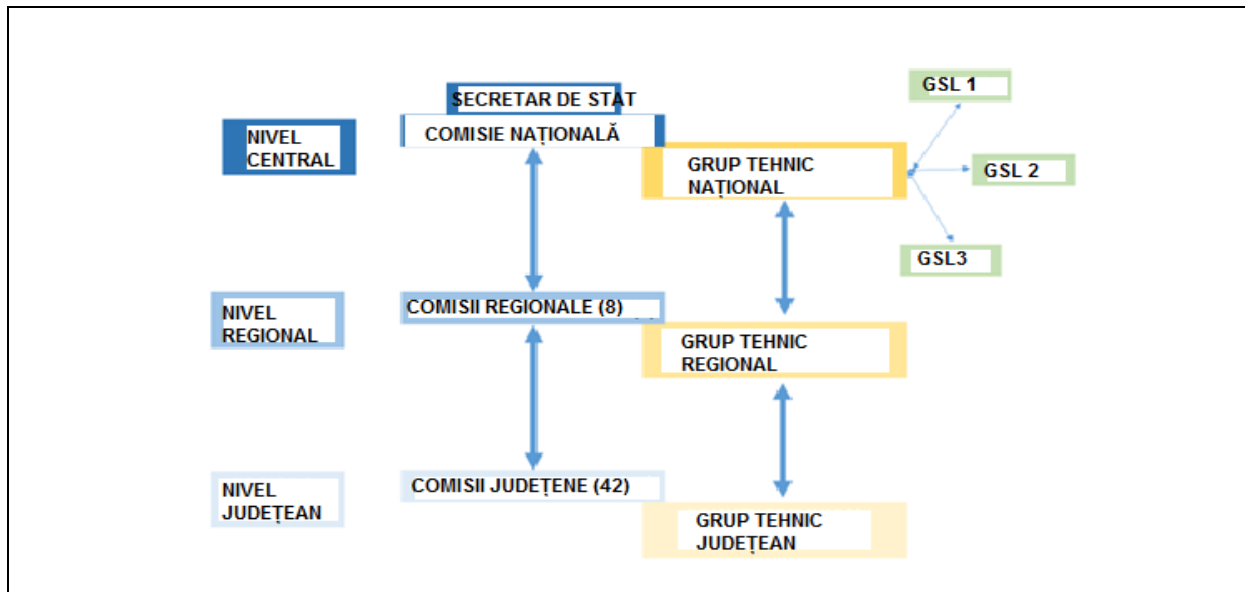 SECRETAR DE STAT
GSL 1
NIVEL
CENTRAL
COMISIE NAȚIONALĂ
GRUP TEHNIC
NAȚIONAL
GSL 2
GSL3
NIVEL
REGIONAL
COMISII REGIONALE (8)
GRUP TEHNIC
REGIONAL
NIVEL
JUDEȚEAN
COMISII JUDEȚENE (42)
GRUP TEHNIC
JUDEȚEAN